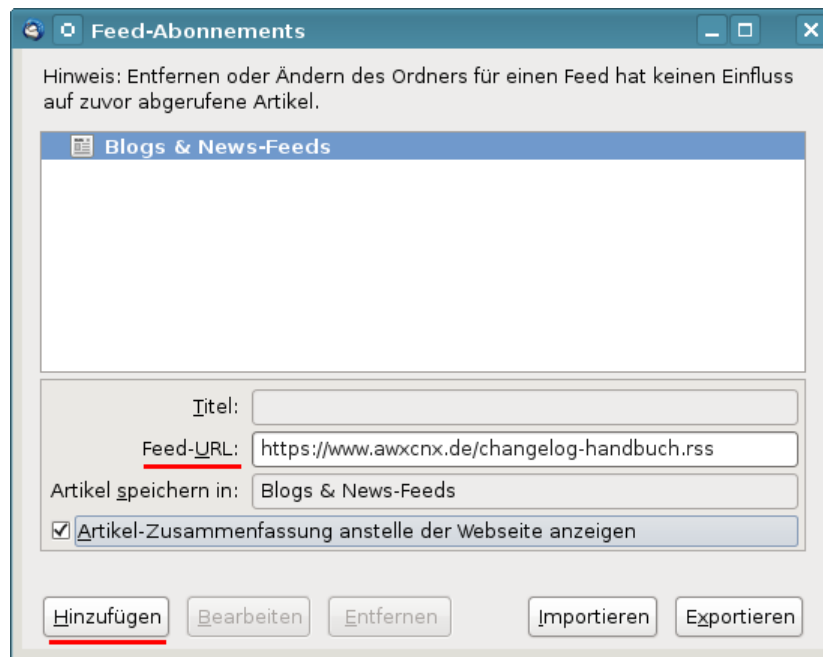 Feed-Abonnements
Hinweis: Entfernen oder Ändern des Ordners für einen Feed hat keinen Einfluss
auf zuvor abgerufene Artikel.
Blogs & News-Feeds
Titel:
Feed-URL: https://www.awxcnx.de/changelog-handbuch.rss
Artikel speichern in: Blogs & News-Feeds
Artikel-Zusammenfassung anstelle der Webseite anzeigen
Hinzufügen Bearbeiten Entfernen Importieren Exportieren